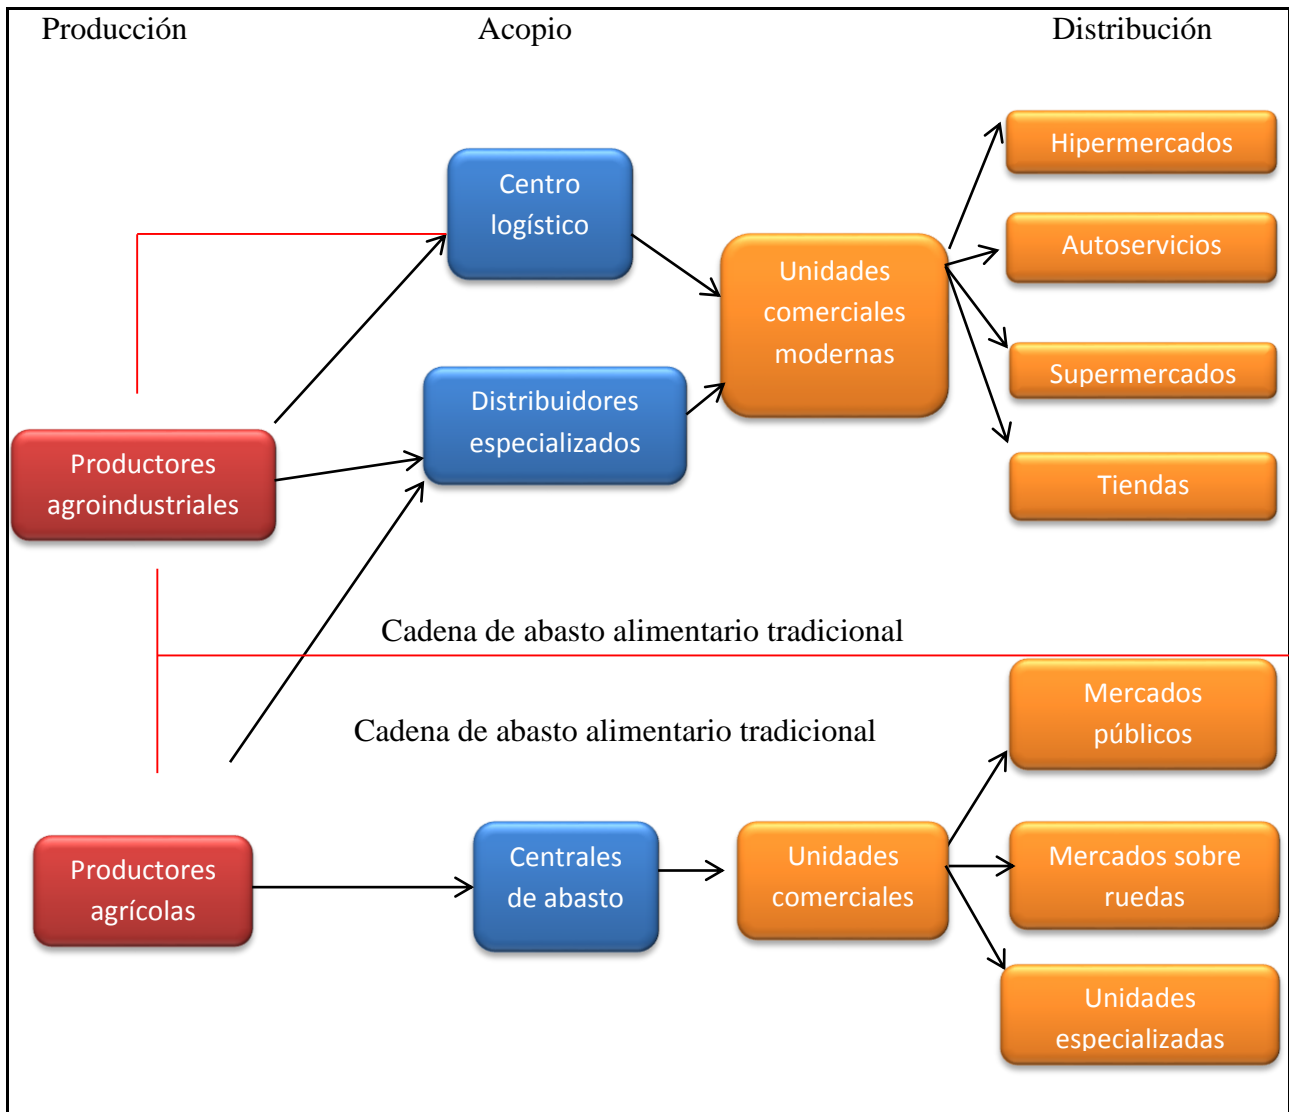 Producción
Acopio
Distribución
Hipermercados
Centro
logístico
Autoservicios
Unidades
comerciales
modernas
Supermercados
Distribuidores
especializados
Productores
agroindustriales
Tiendas
Cadena de abasto alimentario tradicional
Mercados
públicos
Cadena de abasto alimentario tradicional
Productores
agrícolas
Centrales
de abasto
Unidades
comerciales
Mercados sobre
ruedas
Unidades
especializadas